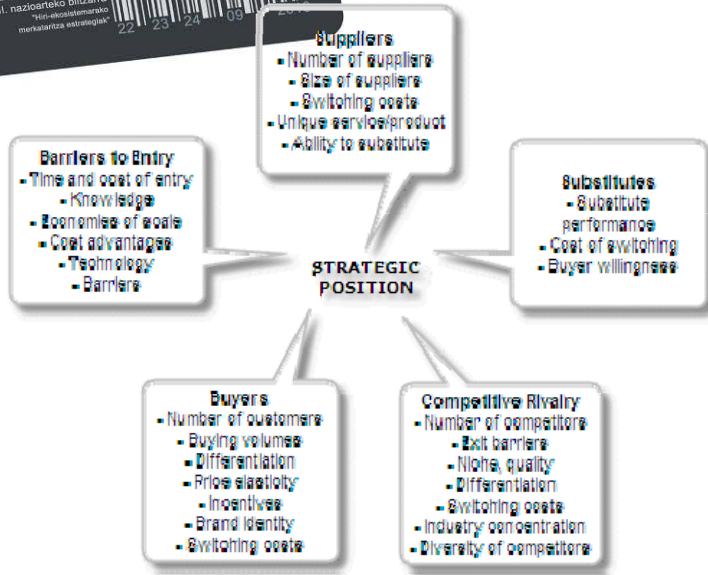 nazioarteko biltzarra
"Hiri-ekosistemarako
merkataritza estrategiak"
22 23 24 09
Suppliers
- Number of suppliers
- Size of suppliers
- Switching costs
- Unique service/product
- Ability to substitute
Barriers to Entry
- Time and cost of entry
- Knowledge
- Economies of scale
- Cost advantages
- Technology
- Barriers
Substitutes
- Substitute
performance
- Cost of switching
- Buyer willingness
STRATEGIC
POSITION
Buyers
- Number of customers
- Buying volumes
- Differentiation
- Price elasticity
- Incentives
- Brand identity
- Switching costs
Competitive Rivalry
- Number of competitors
- Exit barriers
- Niche, quality
- Differentiation
- Switching costs
- Industry concentration
- Diversity of competitors